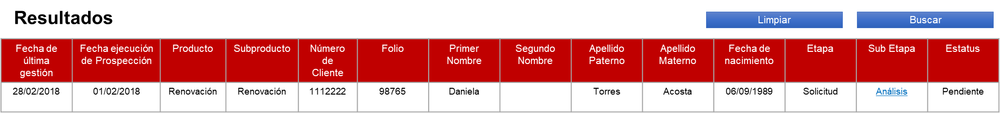 Resultados
Limpiar
Buscar
Fecha de última gestión
Fecha ejecución de Prospección
Producto
Subproducto
Número de Cliente
Folio
Primer Nombre
Segundo Nombre
Apellido Paterno
Apellido Materno
Fecha de nacimiento
Etapa
Sub Etapa
Estatus
28/02/2018
01/02/2018
Renovación
Renovación
1112222
98765
Daniela
Torres
Acosta
06/09/1989
Solicitud
Análisis
Pendiente